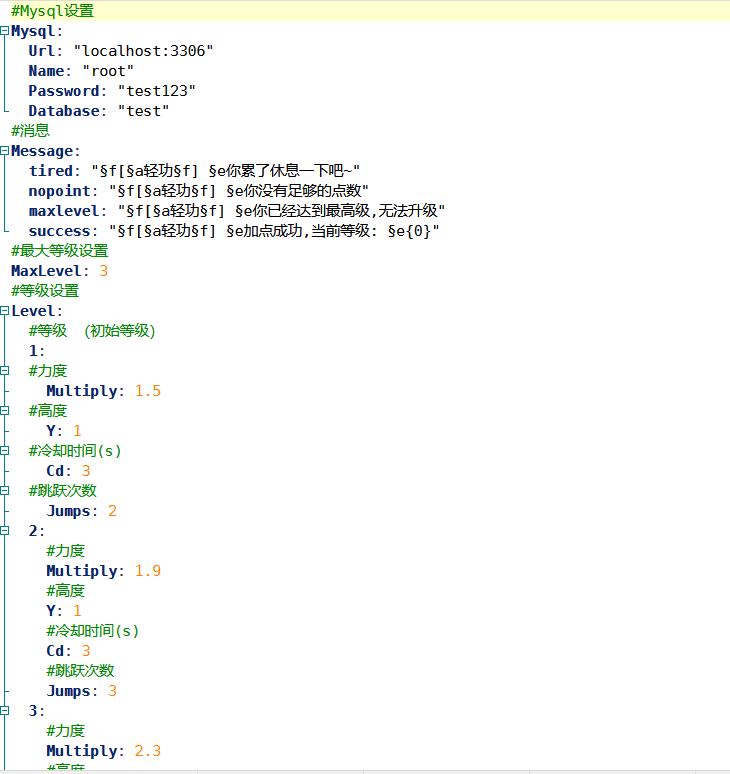 #Mysql设置
Mysql:
  Url: "localhost:3306"
  Name: "root"
  Password: "test123"
  Database: "test"
#消息
Message:
  tired: "§f[§a轻功§f] §e你累了休息一下吧~"
  nopoint: "§f[§a轻功§f] §e你没有足够的点数"
  maxlevel: "§f[§a轻功§f] §e你已经达到最高级,无法升级"
  success: "§f[§a轻功§f] §e加点成功,当前等级: §e{0}"
#最大等级设置
MaxLevel: 3
#等级设置
Level:
  #等级 （初始等级)
  1:
  #力度
    Multiply: 1.5
  #高度
    Y: 1
  #冷却时间(s)
    Cd: 3
  #跳跃次数
    Jumps: 2
  2:
    #力度
    Multiply: 1.9
    #高度
    Y: 1
    #冷却时间(s)
    Cd: 3
    #跳跃次数
    Jumps: 3
  3:
    #力度
    Multiply: 2.3